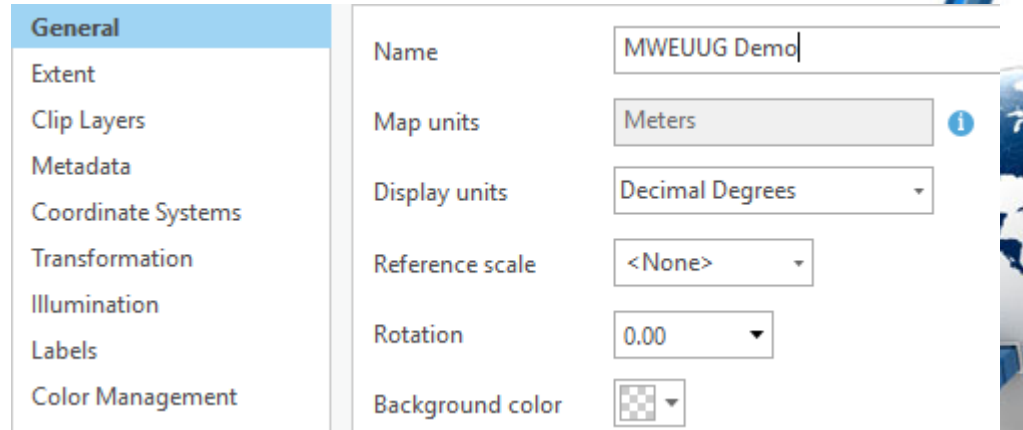 General
Extent
Clip Layers
Metadata
Coordinate Systems
Transformation
Illumination
Labels
Color Management
Name MWEUUG Demo
Map units Meters
Display units Decimal Degrees
Reference scale <None>
Rotation 0.00
Background color